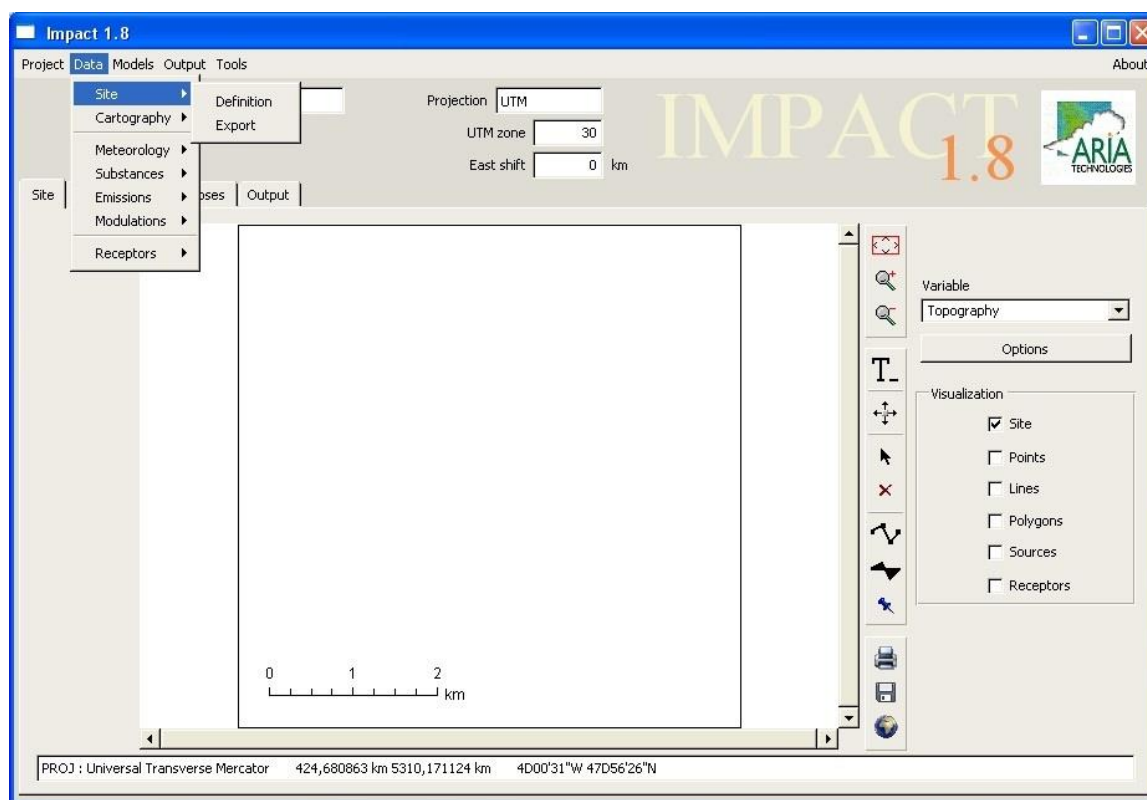 Impact 1.8
Project Data Models Output Tools About
Site Definition
Cartography Export
Meteorology
Substances
Emissions
Modulations
Receptors
Projection UTM
UTM zone 30
East shift 0 km
IMPACT 1.8
ARIA
TECHNOLOGIES
Site Output
Variable
Topography
Options
Visualization
Site
Points
Lines
Polygons
Sources
Receptors
T
0 1 2
km
PROJ : Universal Transverse Mercator 424,680863 km 5310,171124 km 4D00'31"W 47D56'26"N